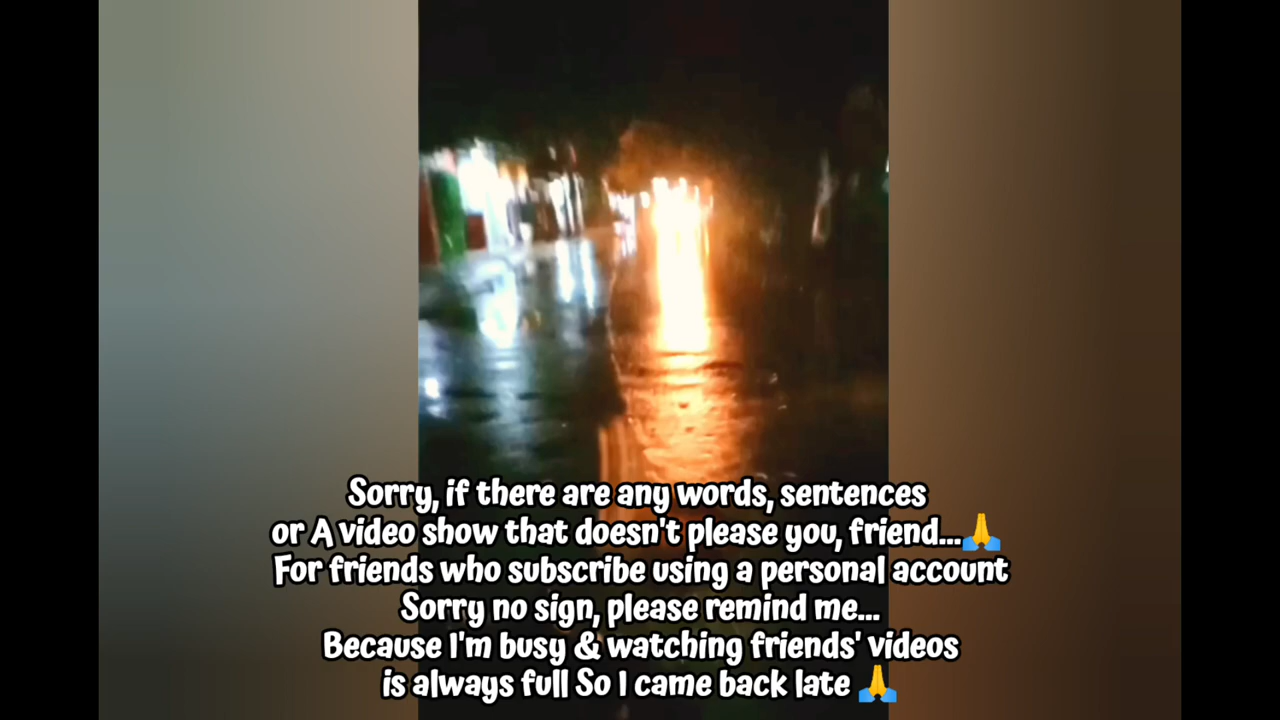 Sorry, if there are any words, sentences
or A video show that doesn't please you, friend...🙏
For friends who subscribe using a personal account
Sorry no sign, please remind me...
Because I'm busy & watching friends' videos
is always full So I came back late 🙏